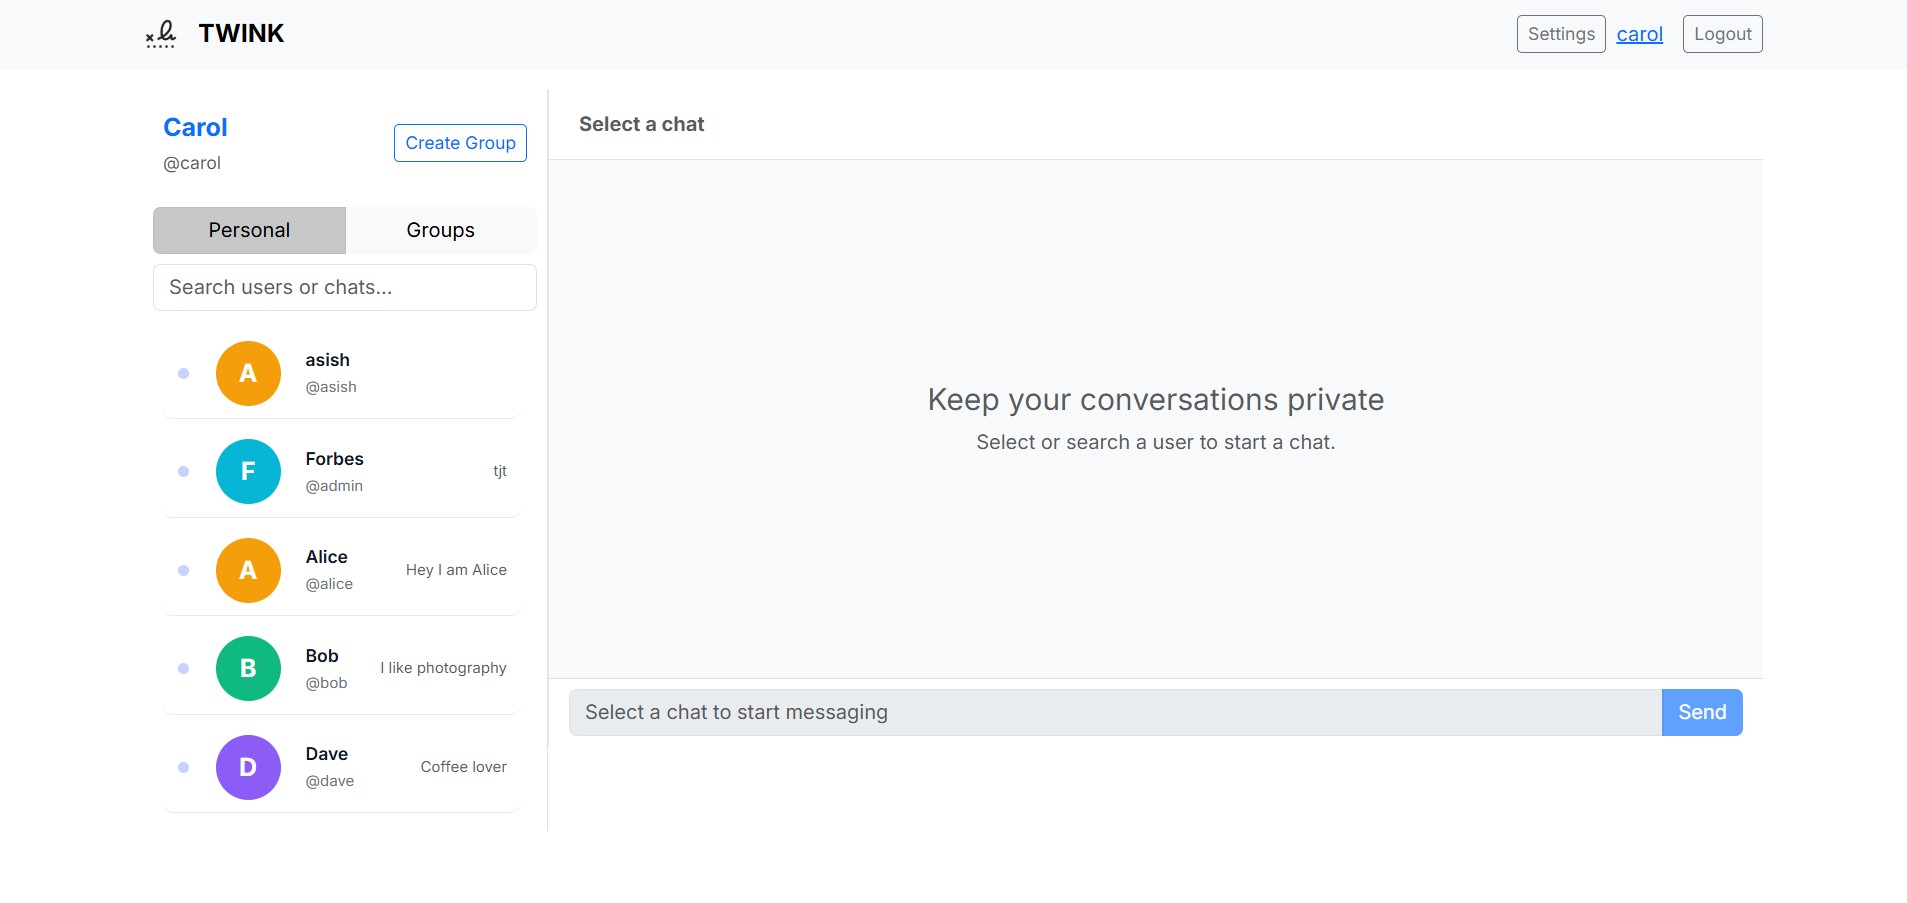 TWINK
Settings
carol
Logout
Carol
@carol
Create Group
Personal
Groups
Search users or chats...
A
asish
@asish
F
Forbes
@admin
tjt
A
Alice
@alice
Hey I am Alice
B
Bob
@bob
I like photography
D
Dave
@dave
Coffee lover
Select a chat
Keep your conversations private
Select or search a user to start a chat.
Select a chat to start messaging
Send